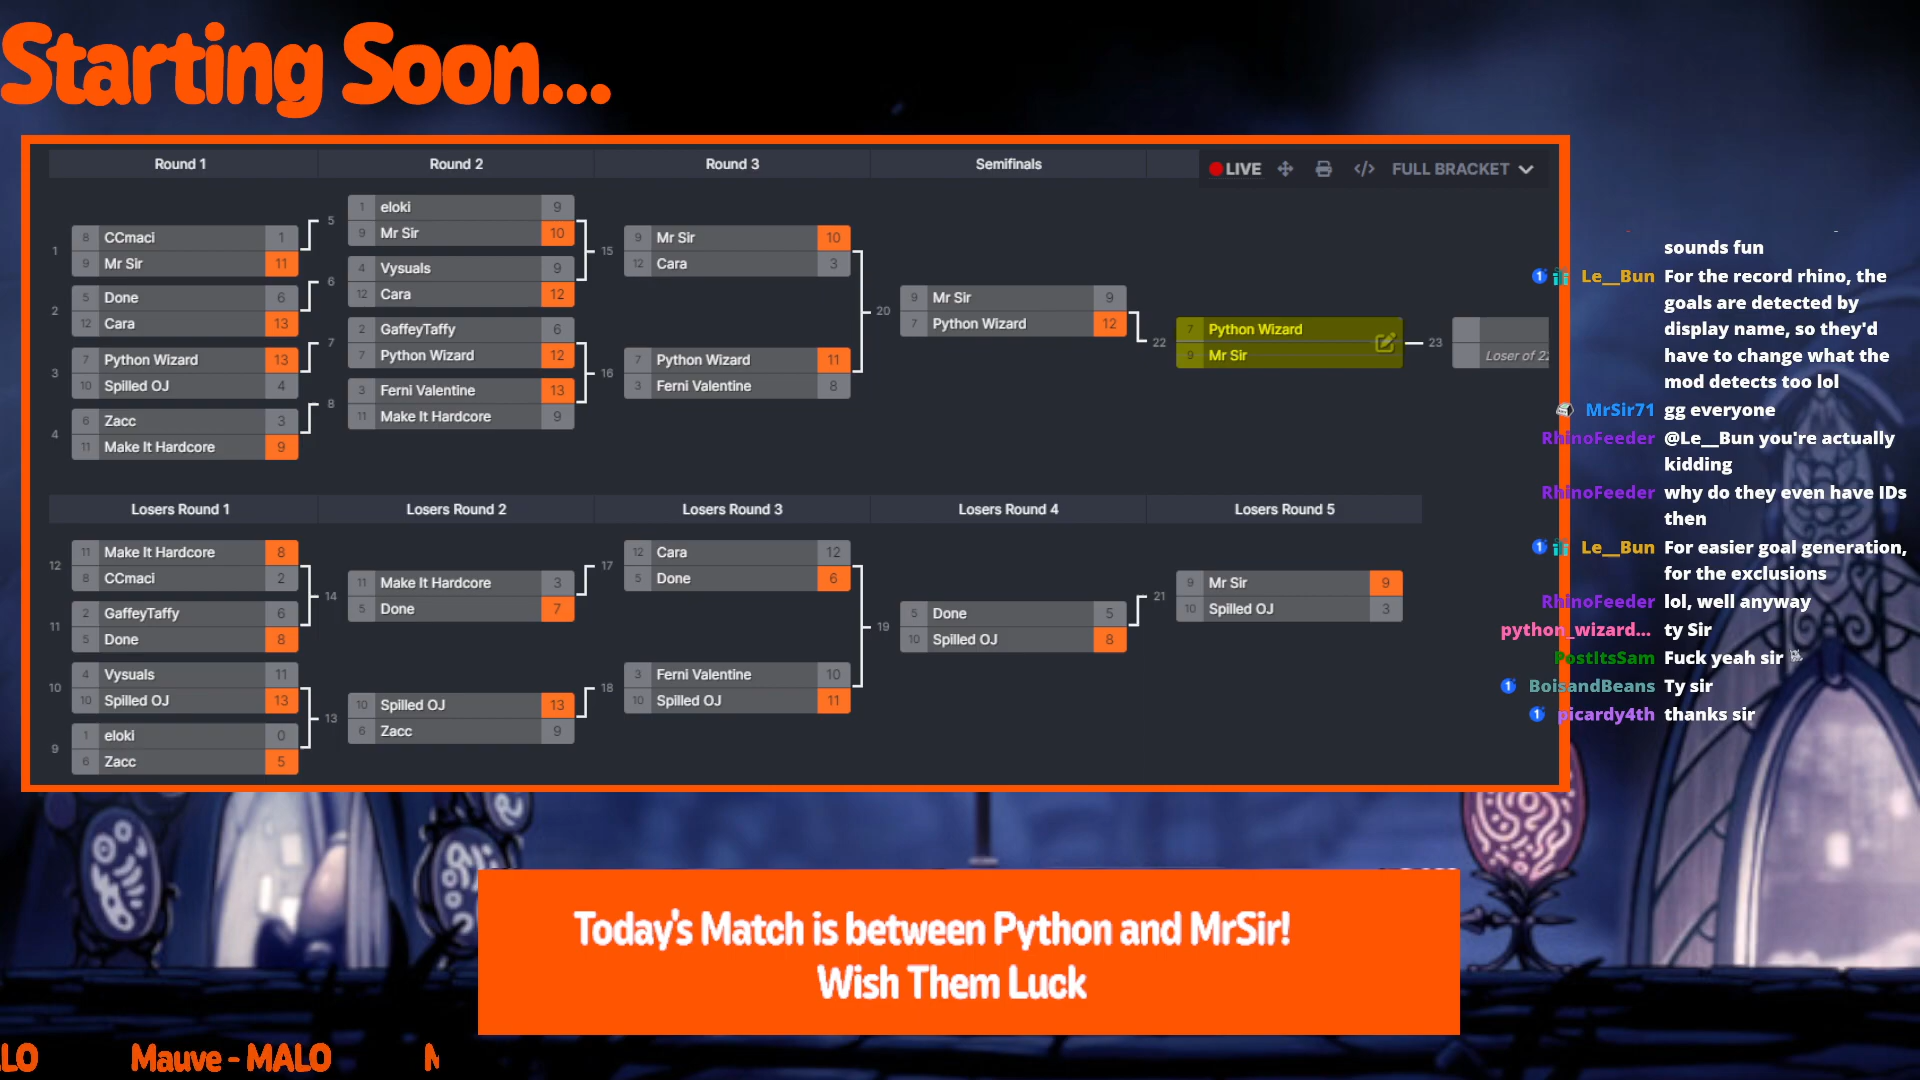 Starting Soon...
Round 1
Round 2
Round 3
Semifinals
LIVE
</>
FULL BRACKET
1
8 CCmaci 1
9 Mr Sir 11
2
5 Done 6
12 Cara 13
3
7 Python Wizard 13
10 Spilled OJ 4
4
6 Zacc 3
11 Make It Hardcore 9
5
1 eloki 9
9 Mr Sir 10
6
4 Vysuals 9
12 Cara 12
7
2 GaffeyTaffy 6
7 Python Wizard 12
8
3 Ferni Valentine 13
11 Make It Hardcore 9
15
9 Mr Sir 10
12 Cara 3
16
7 Python Wizard 11
3 Ferni Valentine 8
20
9 Mr Sir 9
7 Python Wizard 12
22
7 Python Wizard
9 Mr Sir
23
Loser of 22
Losers Round 1
Losers Round 2
Losers Round 3
Losers Round 4
Losers Round 5
12
11 Make It Hardcore 8
8 CCmaci 2
11
2 GaffeyTaffy 6
5 Done 8
10
4 Vysuals 11
10 Spilled OJ 13
9
1 eloki 0
6 Zacc 5
14
11 Make It Hardcore 3
5 Done 7
13
10 Spilled OJ 13
6 Zacc 9
17
12 Cara 12
5 Done 6
18
3 Ferni Valentine 10
10 Spilled OJ 11
19
5 Done 5
10 Spilled OJ 8
21
9 Mr Sir 9
10 Spilled OJ 3
sounds fun
1 Le__Bun For the record rhino, the
goals are detected by
display name, so they'd
have to change what the
mod detects too lol
MrSir71 gg everyone
RhinoFeeder @Le__Bun you're actually
kidding
RhinoFeeder why do they even have IDs
then
1 Le__Bun For easier goal generation,
for the exclusions
RhinoFeeder lol, well anyway
python_wizard... ty Sir
PostItsSam Fuck yeah sir
1 BoisandBeans Ty sir
1 picardy4th thanks sir
Today's Match is between Python and MrSir!
Wish Them Luck
LO Mauve - MALO